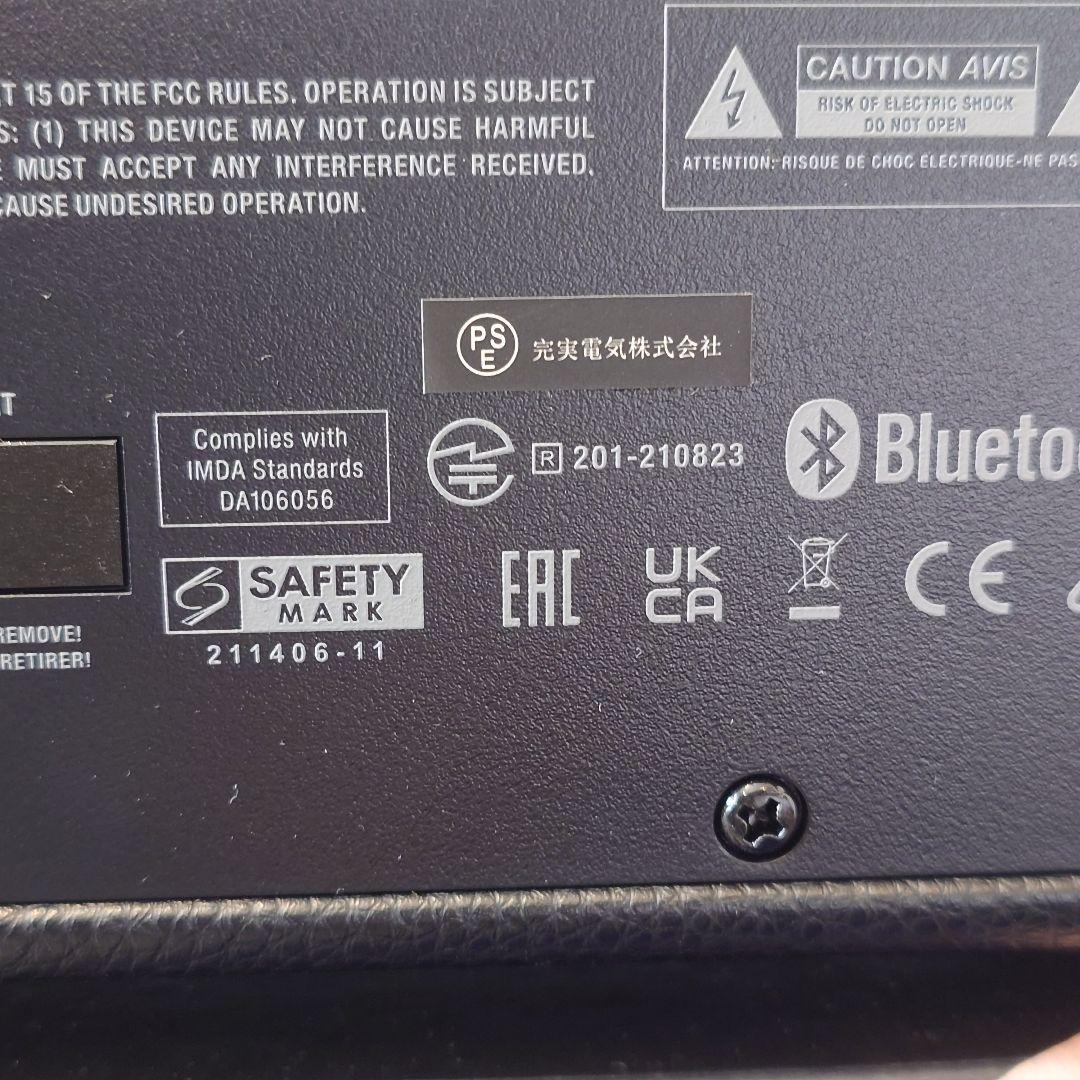 T 15 OF THE FCC RULES. OPERATION IS SUBJECT
S: (1) THIS DEVICE MAY NOT CAUSE HARMFUL
E MUST ACCEPT ANY INTERFERENCE RECEIVED,
CAUSE UNDESIRED OPERATION.
CAUTION AVIS
RISK OF ELECTRIC SHOCK
DO NOT OPEN
ATTENTION: RISQUE DE CHOC ELECTRIQUE-NE PAS
PSE 完実電気株式会社
T
Complies with
IMDA Standards
DA106056
R 201-210823
Blueto
SAFETY
MARK
211406-11
EAC
UK
CA
CE
REMOVE!
RETIRER!